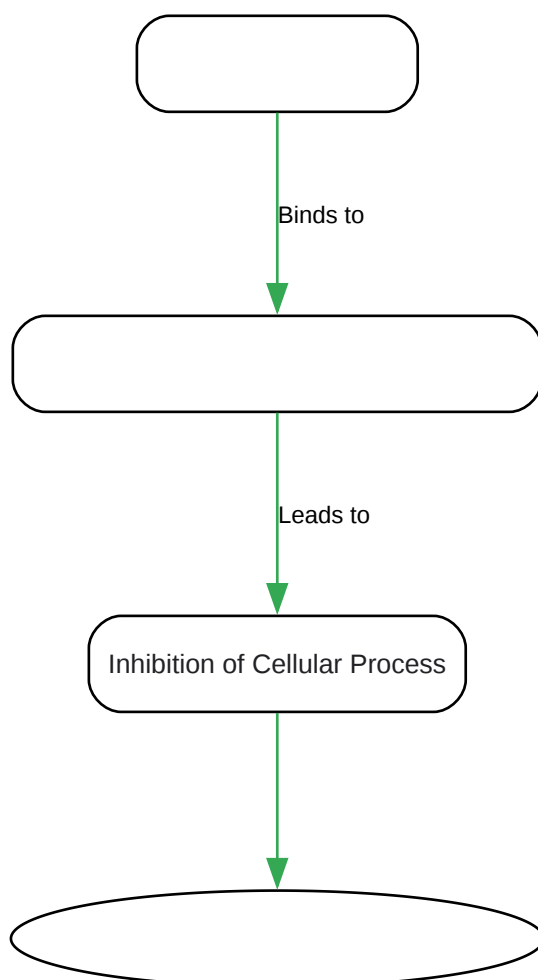 Binds to
Leads to
Inhibition of Cellular Process